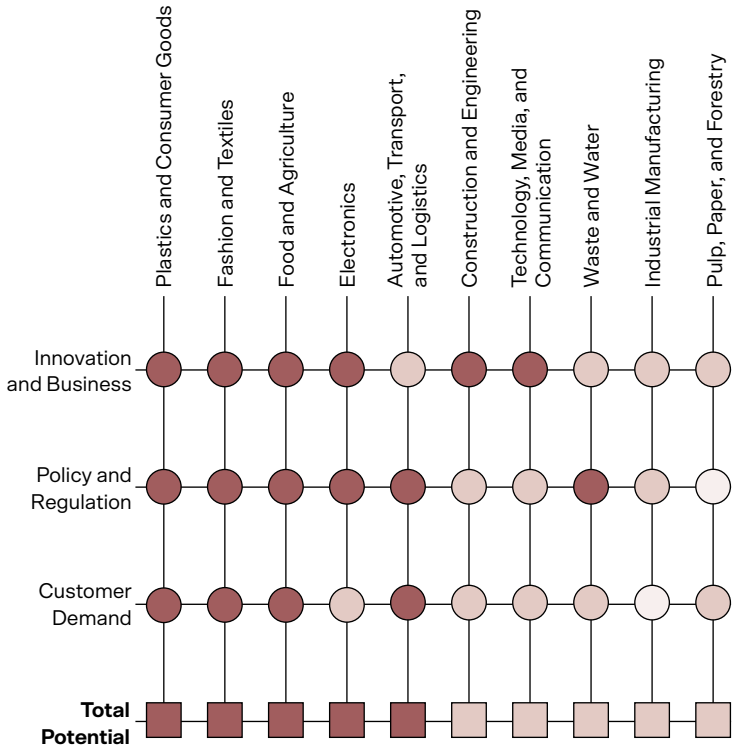 Plastics and Consumer Goods
Fashion and Textiles
Food and Agriculture
Electronics
Automotive, Transport,
and Logistics
Construction and Engineering
Technology, Media, and
Communication
Waste and Water
Industrial Manufacturing
Pulp, Paper, and Forestry
Innovation
and Business
Policy and
Regulation
Customer
Demand
Total
Potential